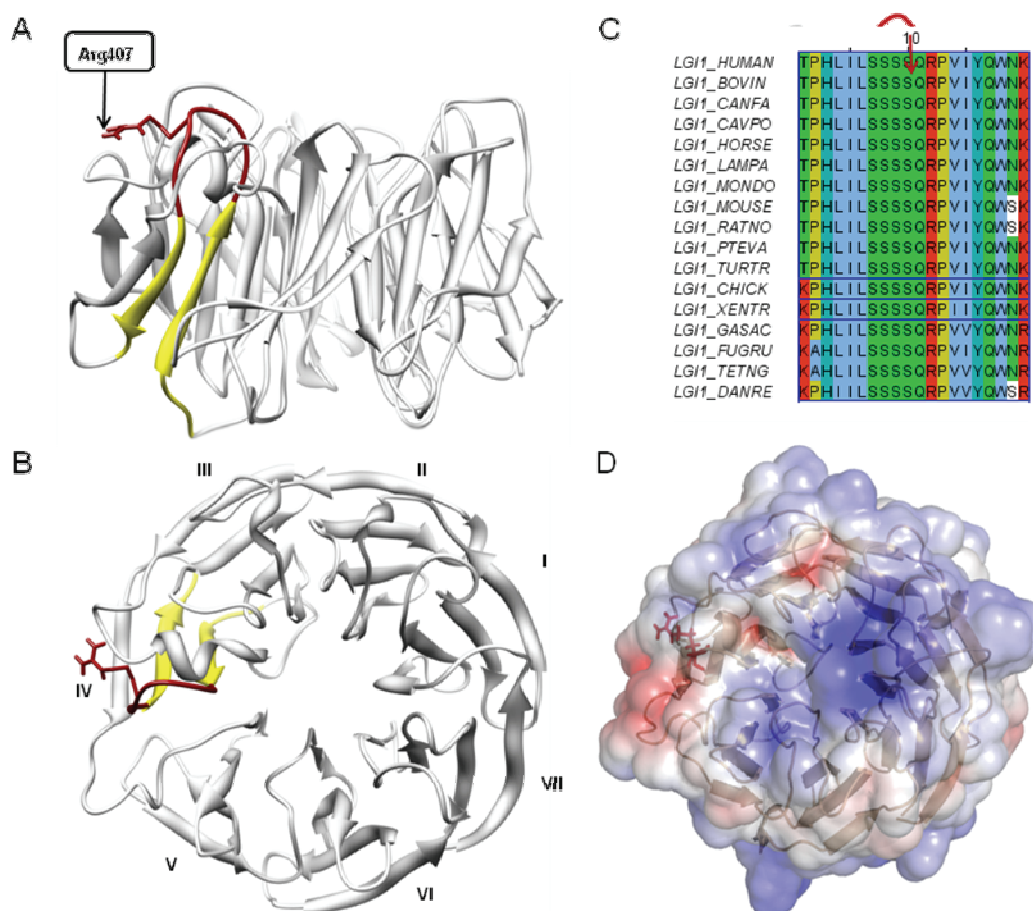 A
Arg407
C
10
LGI1_HUMAN TPHLILSSSSQRPVIYQWNK
LGI1_BOVIN TPHLILSSSSQRPVIYQWNK
LGI1_CANFA TPHLILSSSSQRPVIYQWNK
LGI1_CAVPO TPHLILSSSSQRPVIYQWNK
LGI1_HORSE TPHLILSSSSQRPVIYQWNK
LGI1_LAMPA TPHLILSSSSQRPVIYQWNK
LGI1_MONDO TPHLILSSSSQRPVIYQWNK
LGI1_MOUSE TPHLILSSSSQRPVIYQWSK
LGI1_RATNO TPHLILSSSSQRPVIYQWSK
LGI1_PTEVA TPHLILSSSSQRPVIYQWNK
LGI1_TURTR TPHLILSSSSQRPVIYQWNK
LGI1_CHICK KPHLILSSSSQRPVIYQWNK
LGI1_XENTR KPHLILSSSSQRPIIYQWNK
LGI1_GASAC KPHLILSSSSQRPVVYQWNR
LGI1_FUGRU KAHLILSSSSQRPVIYQWNR
LGI1_TETNG KAHLILSSSSQRPVVYQWNR
LGI1_DANRE KPHLILSSSSQRPVVYQWSR
B
III
II
I
IV
VII
V
VI
D